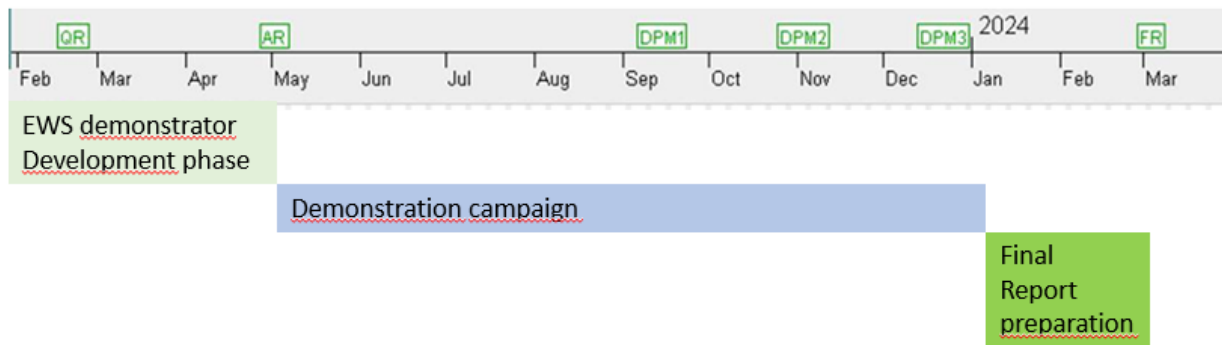 QR AR DPM1 DPM2 DPM3 2024 FR
Feb Mar Apr May Jun Jul Aug Sep Oct Nov Dec Jan Feb Mar
EWS demonstrator
Development phase
Demonstration campaign
Final
Report
preparation